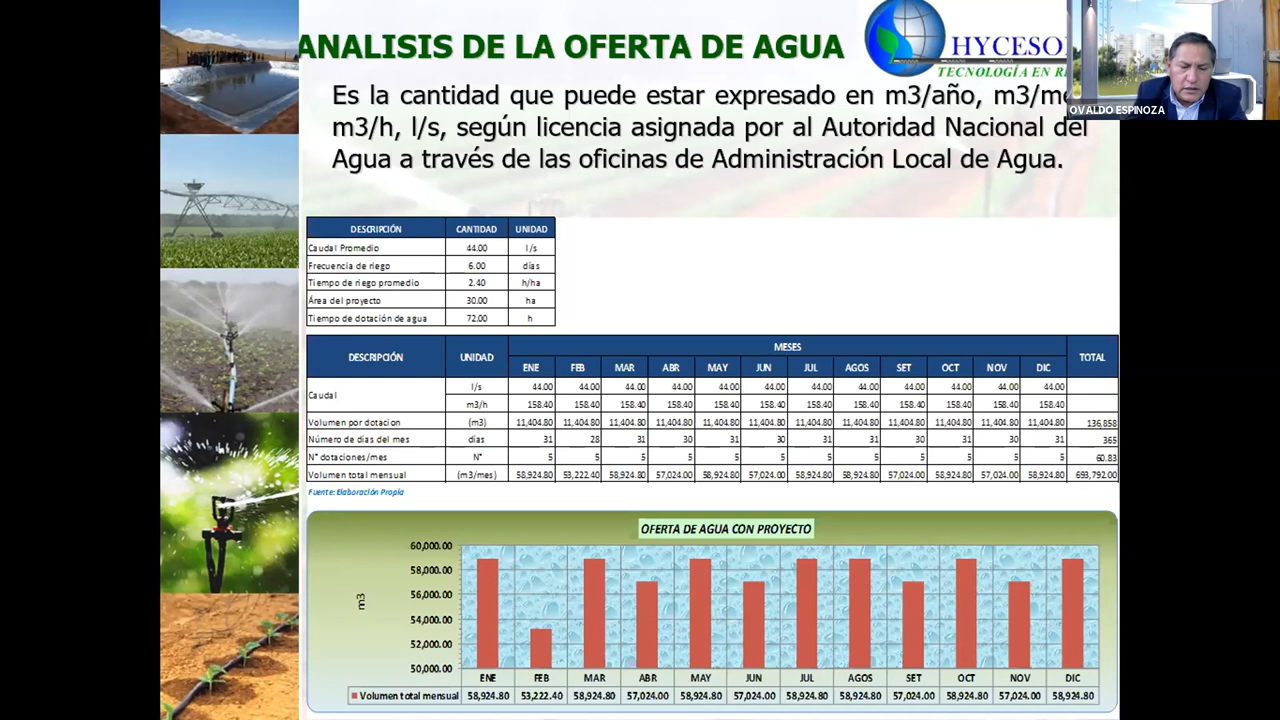 ANALISIS DE LA OFERTA DE AGUA
HYCESO
TECNOLOGÍA EN
OVALDO ESPINOZA
Es la cantidad que puede estar expresado en m3/año,
m3/h, l/s, según licencia asignada por al Autoridad Nacional del
Agua a través de las oficinas de Administración Local de Agua.
DESCRIPCIÓN CANTIDAD UNIDAD
Caudal Promedio 44.00 l/s
Frecuencia de riego 6.00 días
Tiempo de riego promedio 2.40 h/ha
Área del proyecto 30.00 ha
Tiempo de dotación de agua 72.00 h
DESCRIPCIÓN UNIDAD MESES TOTAL
ENE FEB MAR ABR MAY JUN JUL AGOS SET OCT NOV DIC
Caudal l/s 44.00 44.00 44.00 44.00 44.00 44.00 44.00 44.00 44.00 44.00 44.00 44.00
m3/h 158.40 158.40 158.40 158.40 158.40 158.40 158.40 158.40 158.40 158.40 158.40 158.40
Volumen por dotacion (m3) 11,404.80 11,404.80 11,404.80 11,404.80 11,404.80 11,404.80 11,404.80 11,404.80 11,404.80 11,404.80 11,404.80 11,404.80 136,858
Número de días del mes días 31 28 31 30 31 30 31 31 30 31 30 31 365
N° dotaciones/mes N° 5 5 5 5 5 5 5 5 5 5 5 5 60.83
Volumen total mensual (m3/mes) 58,924.80 53,222.40 58,924.80 57,024.00 58,924.80 57,024.00 58,924.80 58,924.80 57,024.00 58,924.80 57,024.00 58,924.80 693,792.00
Fuente: Elaboración Propia
OFERTA DE AGUA CON PROYECTO
m3
60,000.00
58,000.00
56,000.00
54,000.00
52,000.00
50,000.00
ENE FEB MAR ABR MAY JUN JUL AGOS SET OCT NOV DIC
Volumen total mensual 58,924.80 53,222.40 58,924.80 57,024.00 58,924.80 57,024.00 58,924.80 58,924.80 57,024.00 58,924.80 57,024.00 58,924.80